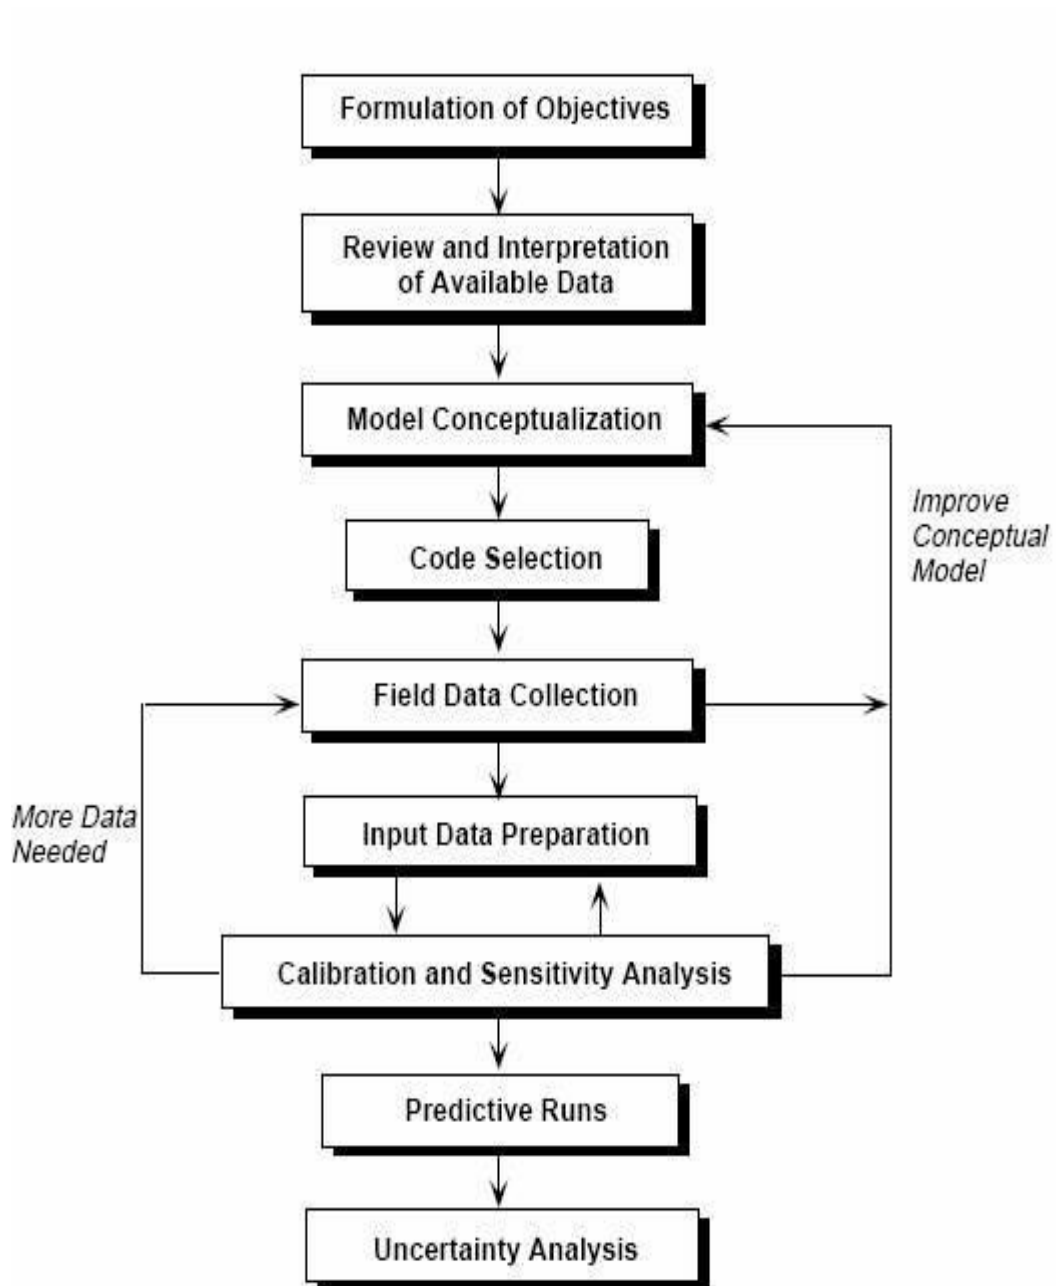 Formulation of Objectives
Review and Interpretation
of Available Data
Model Conceptualization
Improve
Conceptual
Model
Code Selection
Field Data Collection
More Data
Needed
Input Data Preparation
Calibration and Sensitivity Analysis
Predictive Runs
Uncertainty Analysis